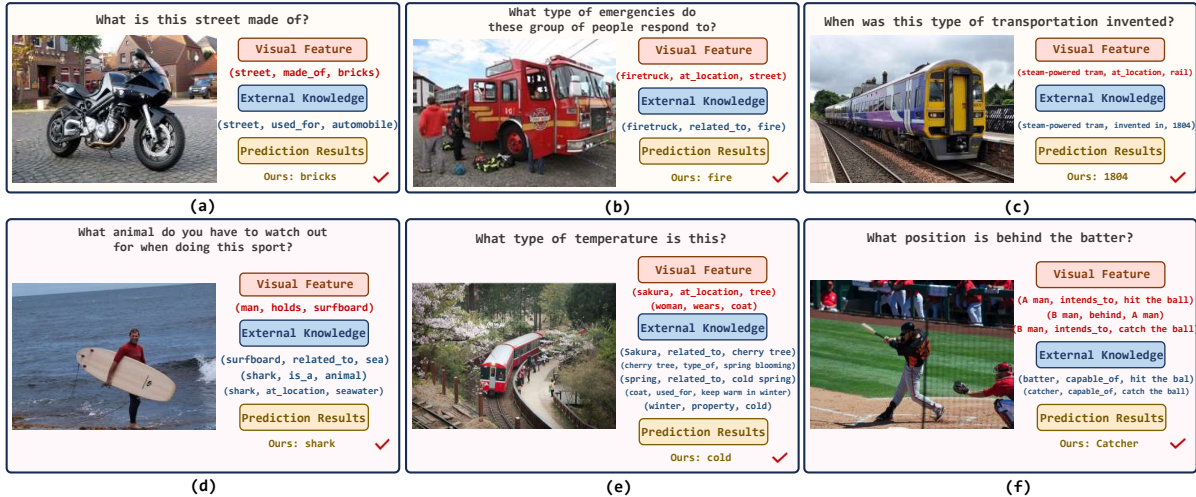 What is this street made of?
Visual Feature
(street, made_of, bricks)
External Knowledge
(street, used_for, automobile)
Prediction Results
Ours: bricks
(a)
What type of emergencies do
these group of people respond to?
Visual Feature
(firetruck, at_location, street)
External Knowledge
(firetruck, related_to, fire)
Prediction Results
Ours: fire
(b)
When was this type of transportation invented?
Visual Feature
(steam-powered tram, at_location, rail)
External Knowledge
(steam-powered tram, invented in, 1804)
Prediction Results
Ours: 1804
(c)
What animal do you have to watch out
for when doing this sport?
Visual Feature
(man, holds, surfboard)
External Knowledge
(surfboard, related_to, sea)
(shark, is_a, animal)
(shark, at_location, seawater)
Prediction Results
Ours: shark
(d)
What type of temperature is this?
Visual Feature
(sakura, at_location, tree)
(woman, wears, coat)
External Knowledge
(Sakura, related_to, cherry tree)
(cherry tree, type_of, spring blooming)
(spring, related_to, cold spring)
(coat, used_for, keep warm in winter)
(winter, property, cold)
Prediction Results
Ours: cold
(e)
What position is behind the batter?
Visual Feature
(A man, intends_to, hit the ball)
(B man, behind, A man)
(B man, intends_to, catch the ball)
External Knowledge
(batter, capable_of, hit the bal)
(catcher, capable_of, catch the ball)
Prediction Results
Ours: Catcher
(f)